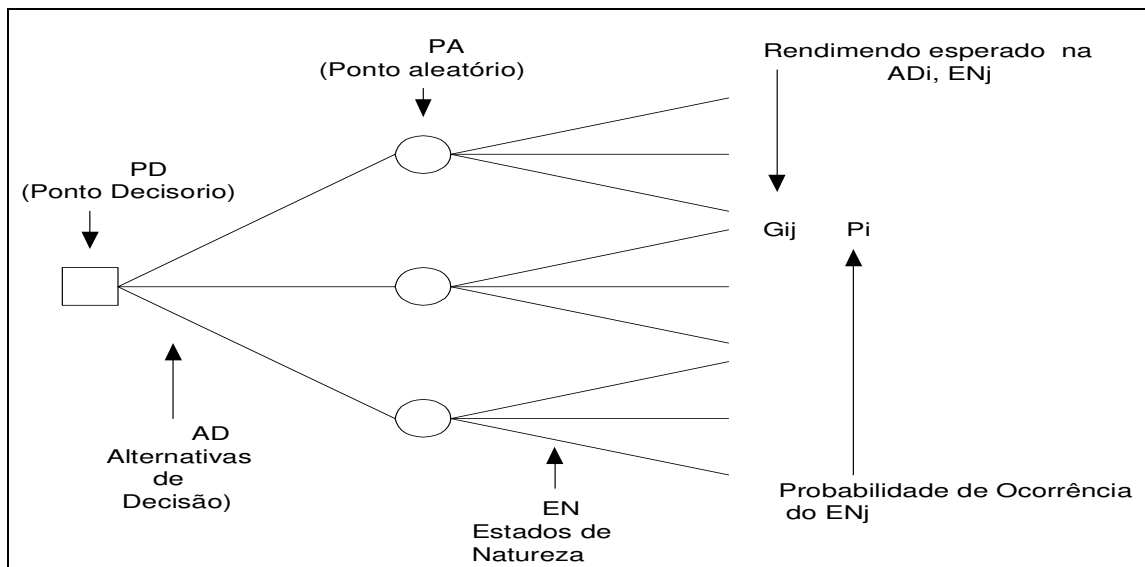 PA
(Ponto aleatório)
Rendimendo esperado na
ADi, ENj
PD
(Ponto Decisorio)
Gij Pi
AD
Alternativas
de
Decisão)
EN
Estados de
Natureza
Probabilidade de Ocorrência
do ENj